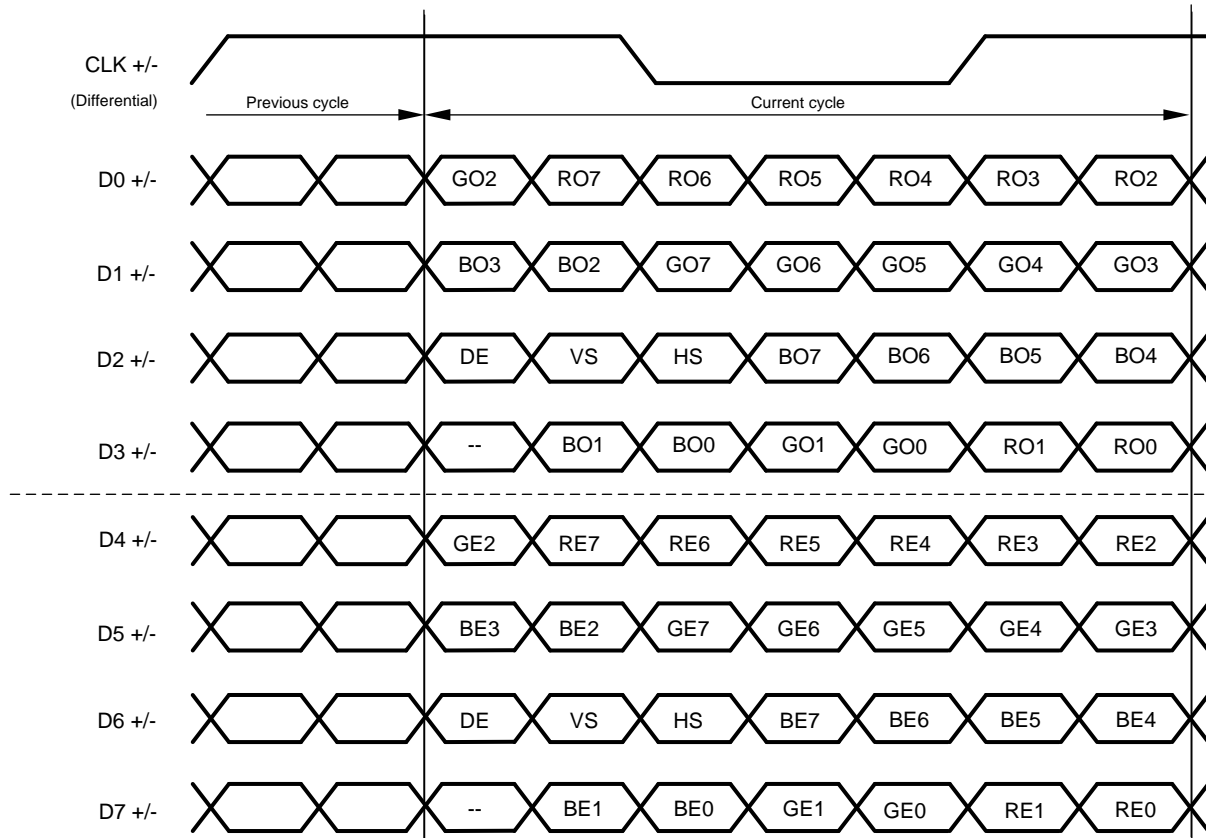 CLK +/-
(Differential)
Previous cycle Current cycle
D0 +/- GO2 RO7 RO6 RO5 RO4 RO3 RO2
D1 +/- BO3 BO2 GO7 GO6 GO5 GO4 GO3
D2 +/- DE VS HS BO7 BO6 BO5 BO4
D3 +/- -- BO1 BO0 GO1 GO0 RO1 RO0
D4 +/- GE2 RE7 RE6 RE5 RE4 RE3 RE2
D5 +/- BE3 BE2 GE7 GE6 GE5 GE4 GE3
D6 +/- DE VS HS BE7 BE6 BE5 BE4
D7 +/- -- BE1 BE0 GE1 GE0 RE1 RE0